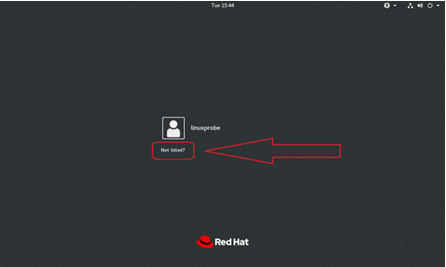 Tue 15:44
linuxprobe
Not listed?
Red Hat